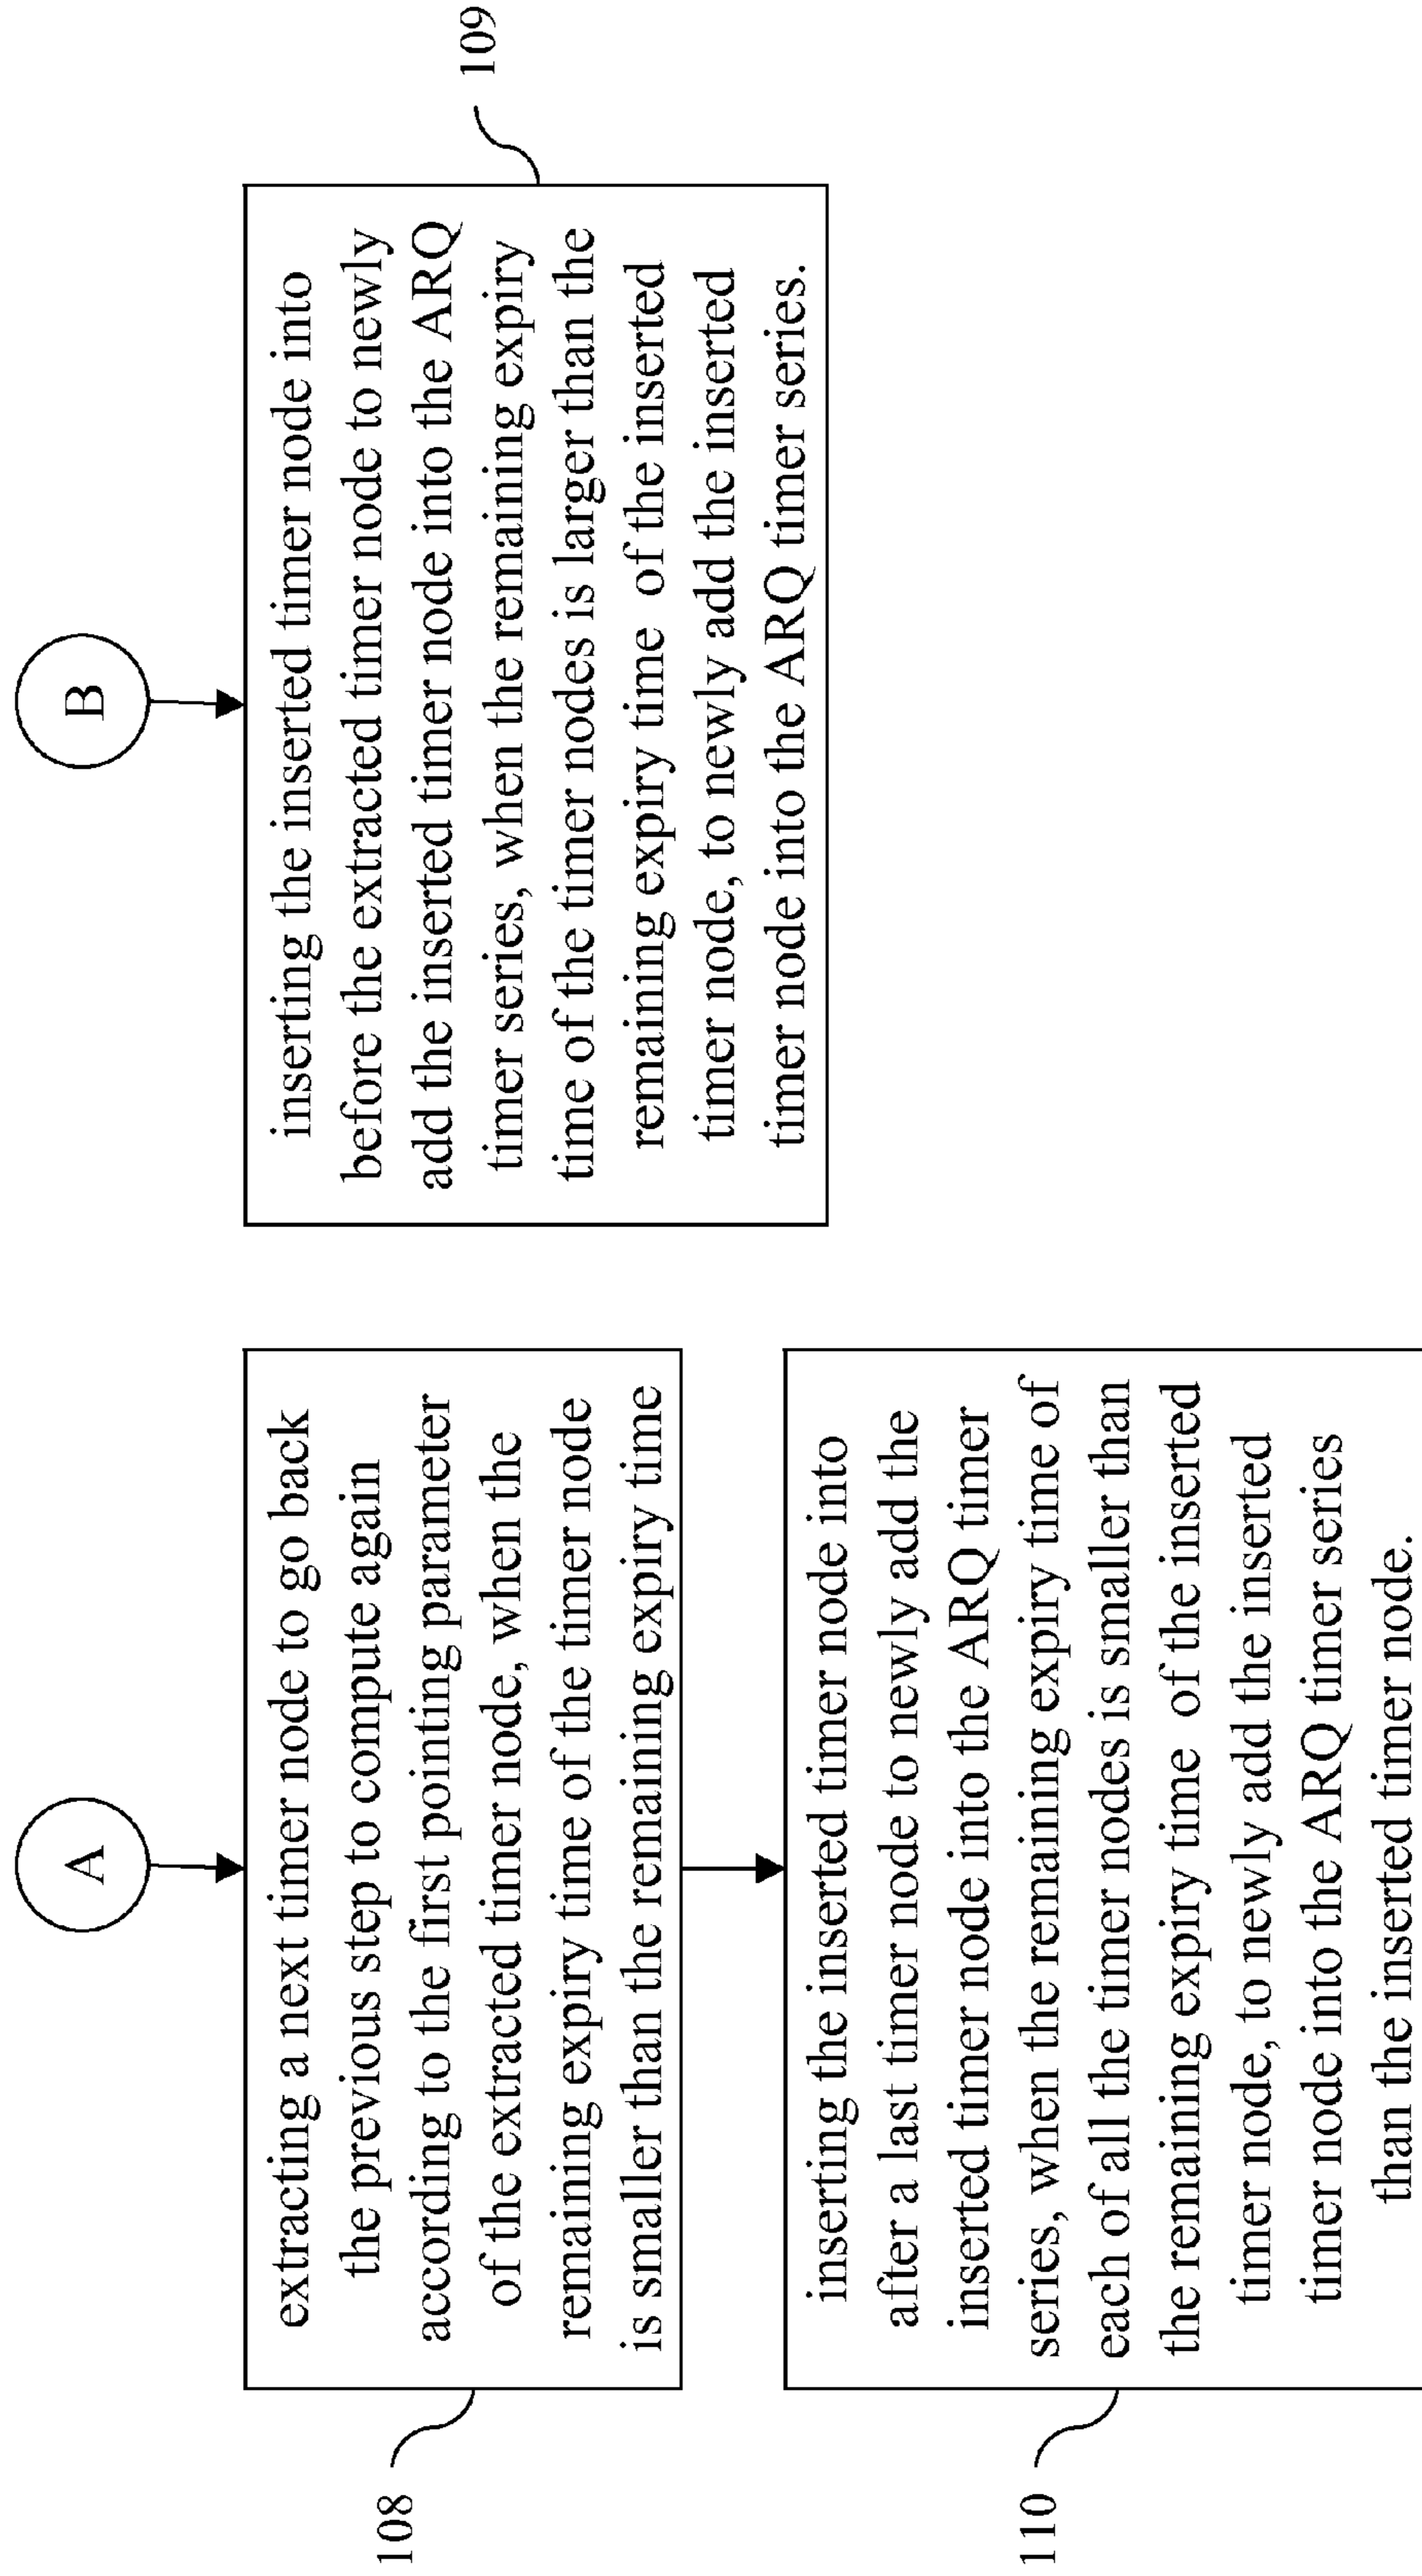 A
108
extracting a next timer node to go back
the previous step to compute again
according to the first pointing parameter
of the extracted timer node, when the
remaining expiry time of the timer node
is smaller than the remaining expiry time
110
inserting the inserted timer node into
after a last timer node to newly add the
inserted timer node into the ARQ timer
series, when the remaining expiry time of
each of all the timer nodes is smaller than
the remaining expiry time of the inserted
timer node, to newly add the inserted
timer node into the ARQ timer series
than the inserted timer node.
B
109
inserting the inserted timer node into
before the extracted timer node to newly
add the inserted timer node into the ARQ
timer series, when the remaining expiry
time of the timer nodes is larger than the
remaining expiry time of the inserted
timer node, to newly add the inserted
timer node into the ARQ timer series.